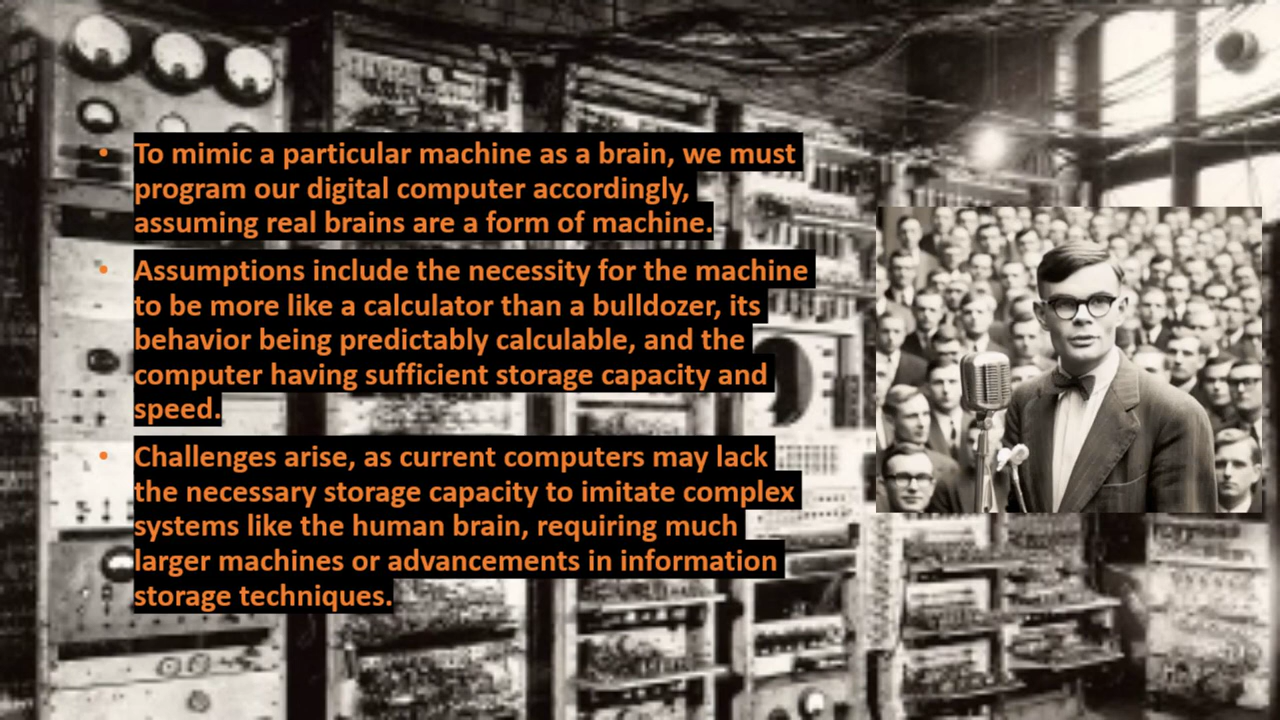 • To mimic a particular machine as a brain, we must
program our digital computer accordingly,
assuming real brains are a form of machine.
• Assumptions include the necessity for the machine
to be more like a calculator than a bulldozer, its
behavior being predictably calculable, and the
computer having sufficient storage capacity and
speed.
• Challenges arise, as current computers may lack
the necessary storage capacity to imitate complex
systems like the human brain, requiring much
larger machines or advancements in information
storage techniques.